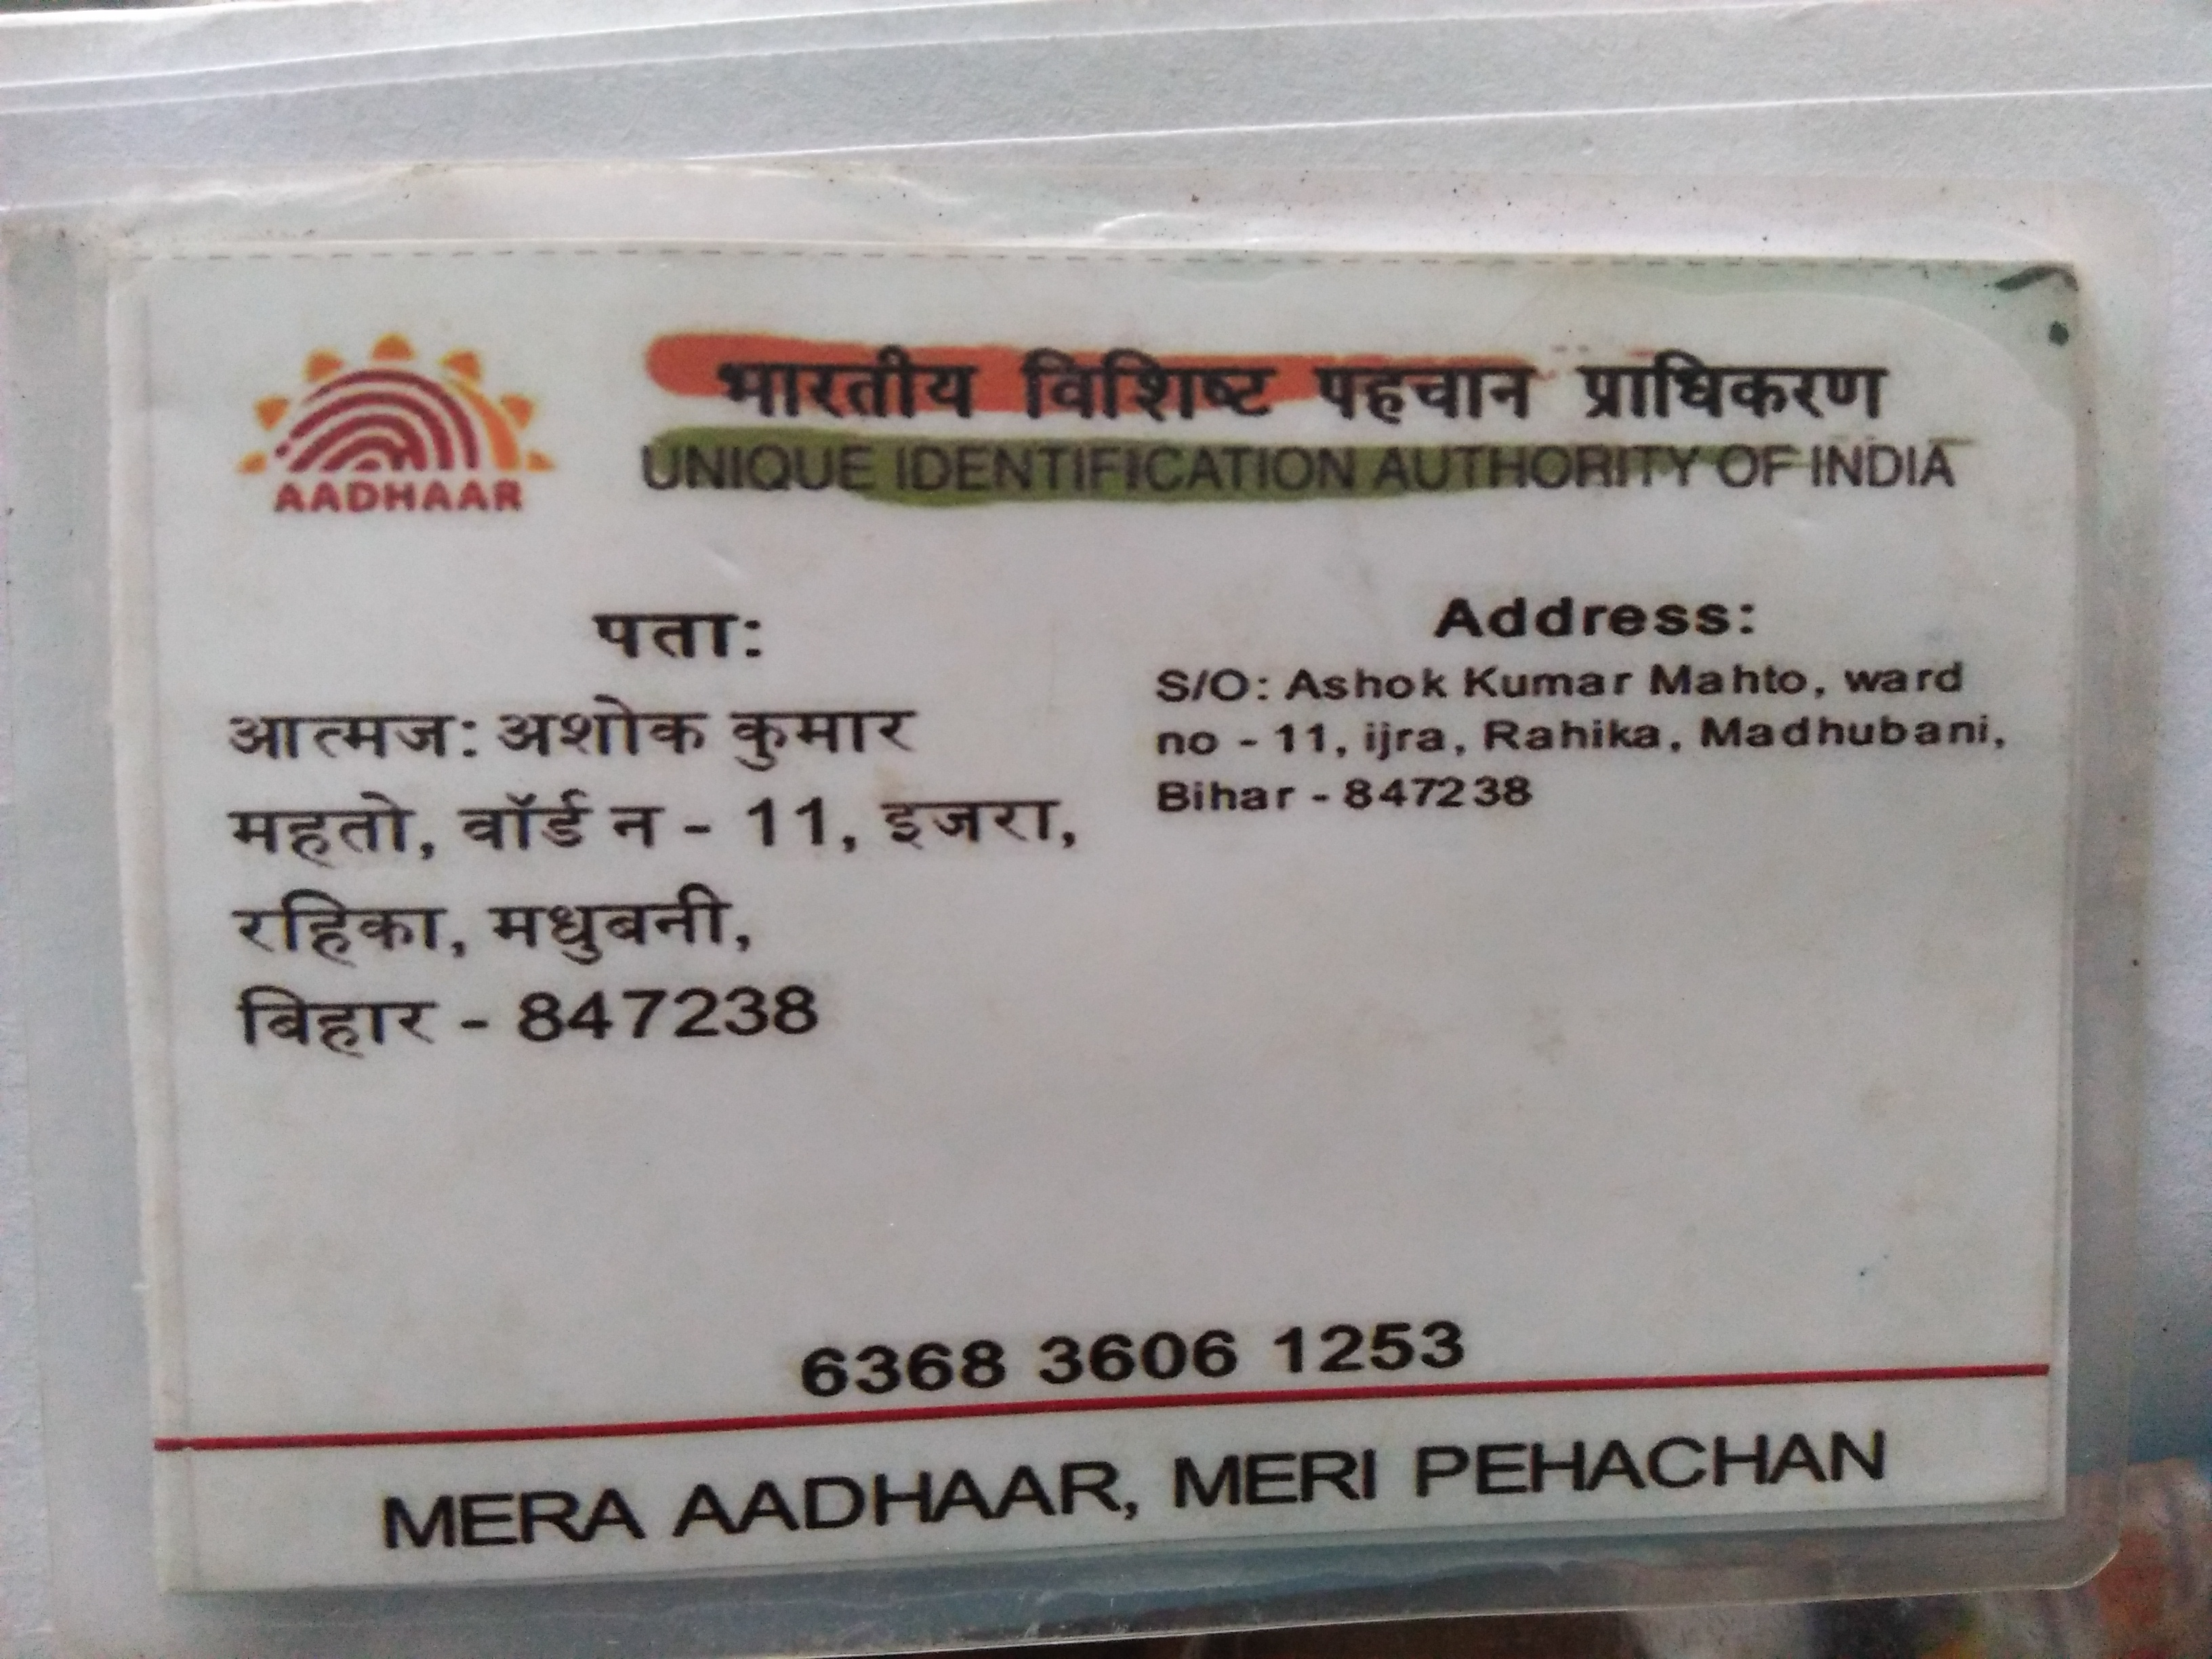 भारतीय विशिष्ट पहचान प्राधिकरण
UNIQUE IDENTIFICATION AUTHORITY OF INDIA
AADHAAR
पता:
आत्मज: अशोक कुमार
महतो, वॉर्ड न - 11, इजरा,
रहिका, मधुबनी,
बिहार - 847238
Address:
S/O: Ashok Kumar Mahto, ward
no - 11, ijra, Rahika, Madhubani,
Bihar - 847238
6368 3606 1253
MERA AADHAAR, MERI PEHACHAN